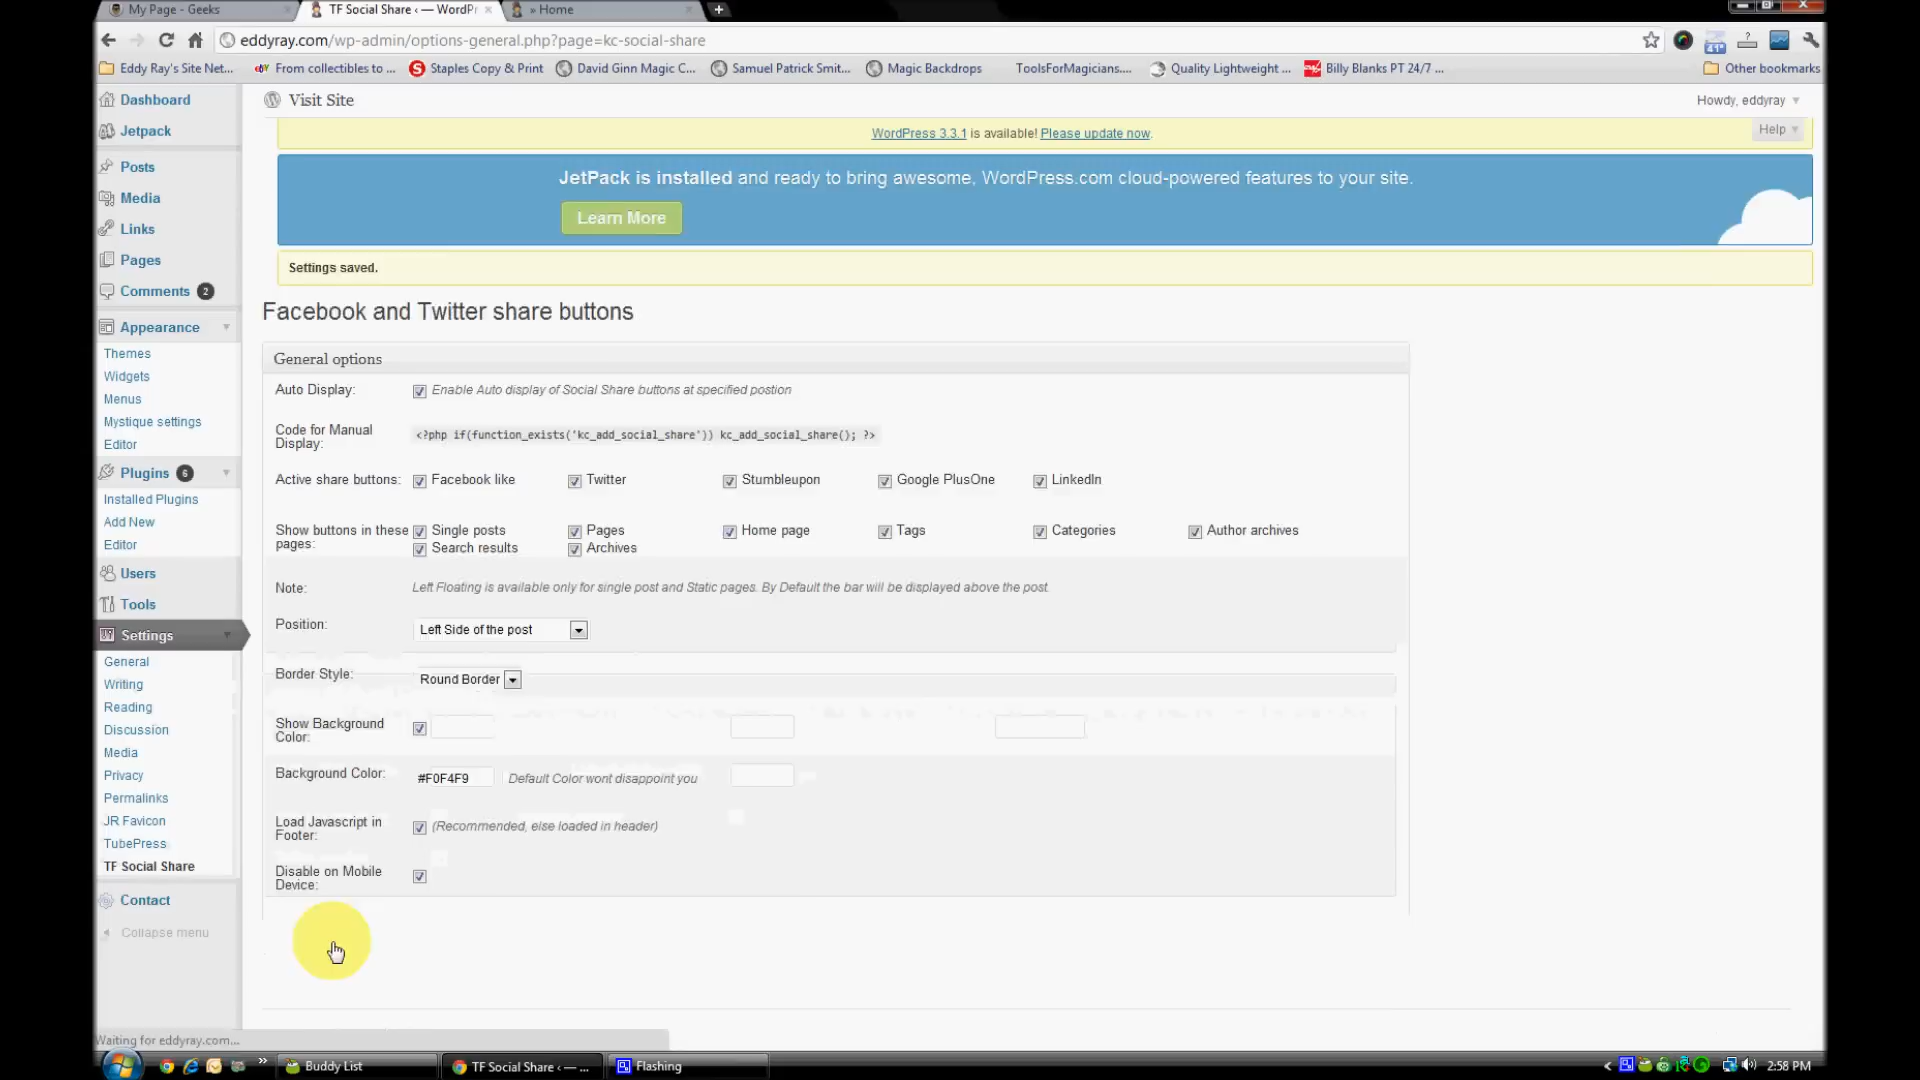 My Page - Geeks
TF Social Share ‹ — WordPr
» Home
eddyray.com/wp-admin/options-general.php?page=kc-social-share
41°
Eddy Ray's Site Net...
From collectibles to ...
Staples Copy & Print
David Ginn Magic C...
Samuel Patrick Smit...
Magic Backdrops
ToolsForMagicians....
Quality Lightweight ...
Billy Blanks PT 24/7 ...
Other bookmarks
Visit Site
Howdy, eddyray
WordPress 3.3.1 is available! Please update now.
Help
JetPack is installed and ready to bring awesome, WordPress.com cloud-powered features to your site.
Learn More
Settings saved.
Dashboard
Jetpack
Posts
Media
Links
Pages
Comments 2
Appearance
Themes
Widgets
Menus
Mystique settings
Editor
Plugins 6
Installed Plugins
Add New
Editor
Users
Tools
Settings
General
Writing
Reading
Discussion
Media
Privacy
Permalinks
JR Favicon
TubePress
TF Social Share
Contact
Collapse menu
Facebook and Twitter share buttons
General options
Auto Display: Enable Auto display of Social Share buttons at specified postion
Code for Manual
Display:
<?php if(function_exists('kc_add_social_share')) kc_add_social_share(); ?>
Active share buttons: Facebook like Twitter Stumbleupon Google PlusOne LinkedIn
Show buttons in these
pages:
Single posts Pages Home page Tags Categories Author archives
Search results Archives
Note: Left Floating is available only for single post and Static pages. By Default the bar will be displayed above the post.
Position: Left Side of the post
Border Style: Round Border
Show Background
Color:
Background Color: #F0F4F9 Default Color wont disappoint you
Load Javascript in
Footer:
(Recommended, else loaded in header)
Disable on Mobile
Device:
Waiting for eddyray.com...
Buddy List
TF Social Share ‹ — ...
Flashing
2:58 PM